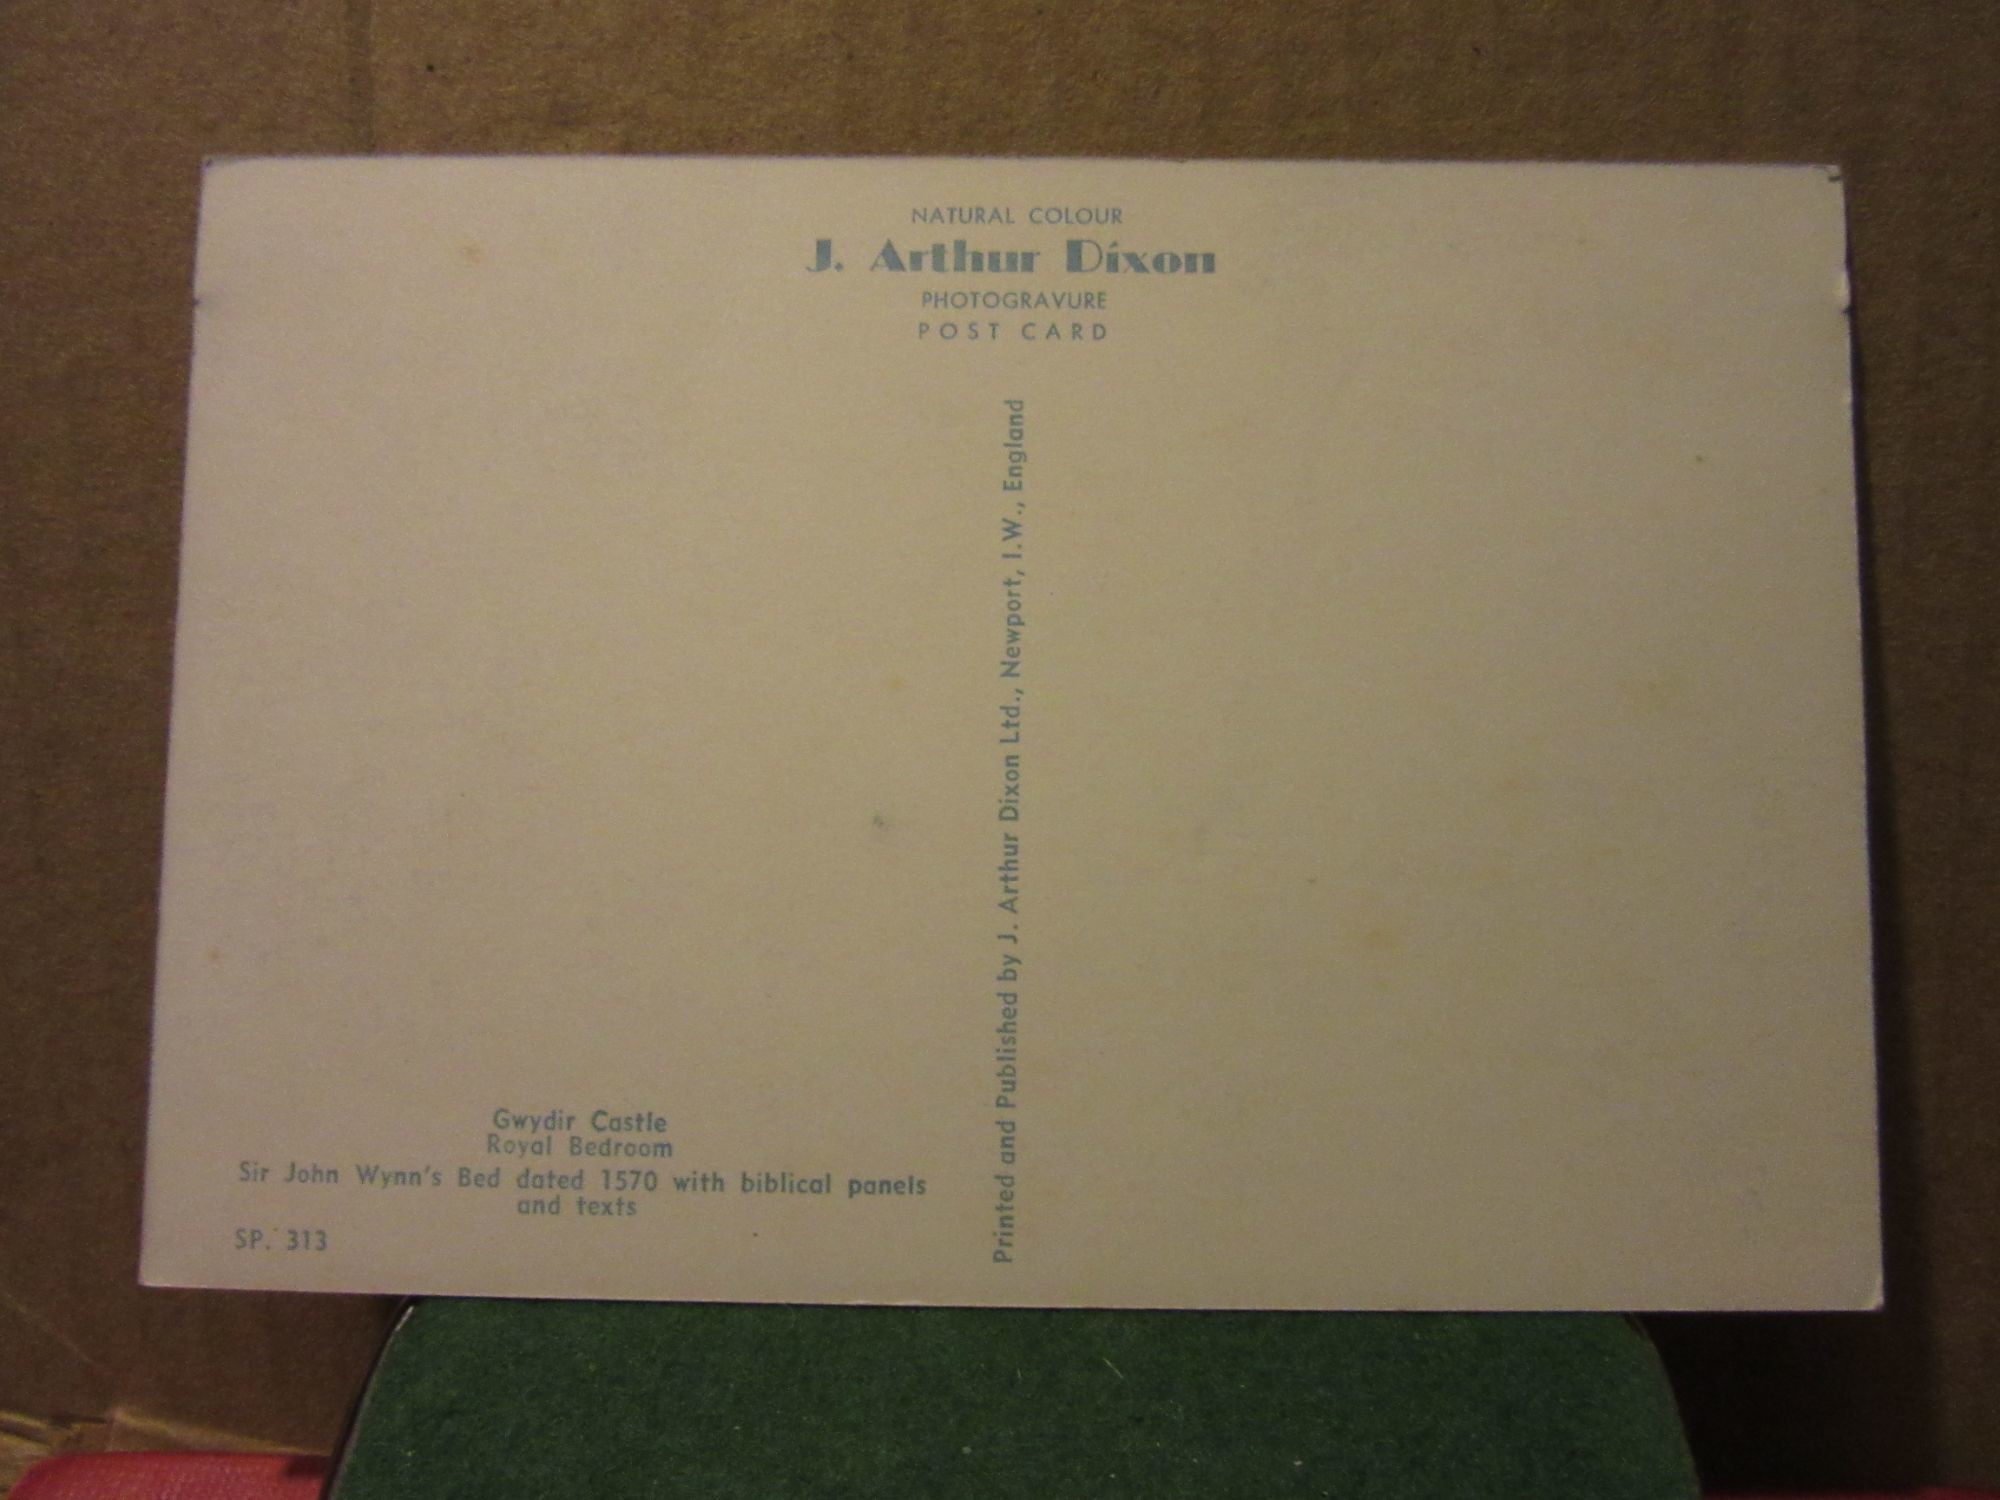 NATURAL COLOUR
J. Arthur Dixon
PHOTOGRAVURE
POST CARD
Printed and Published by J. Arthur Dixon Ltd., Newport, I.W., England
Gwydir Castle
Royal Bedroom
Sir John Wynn's Bed dated 1570 with biblical panels
and texts
SP. 313